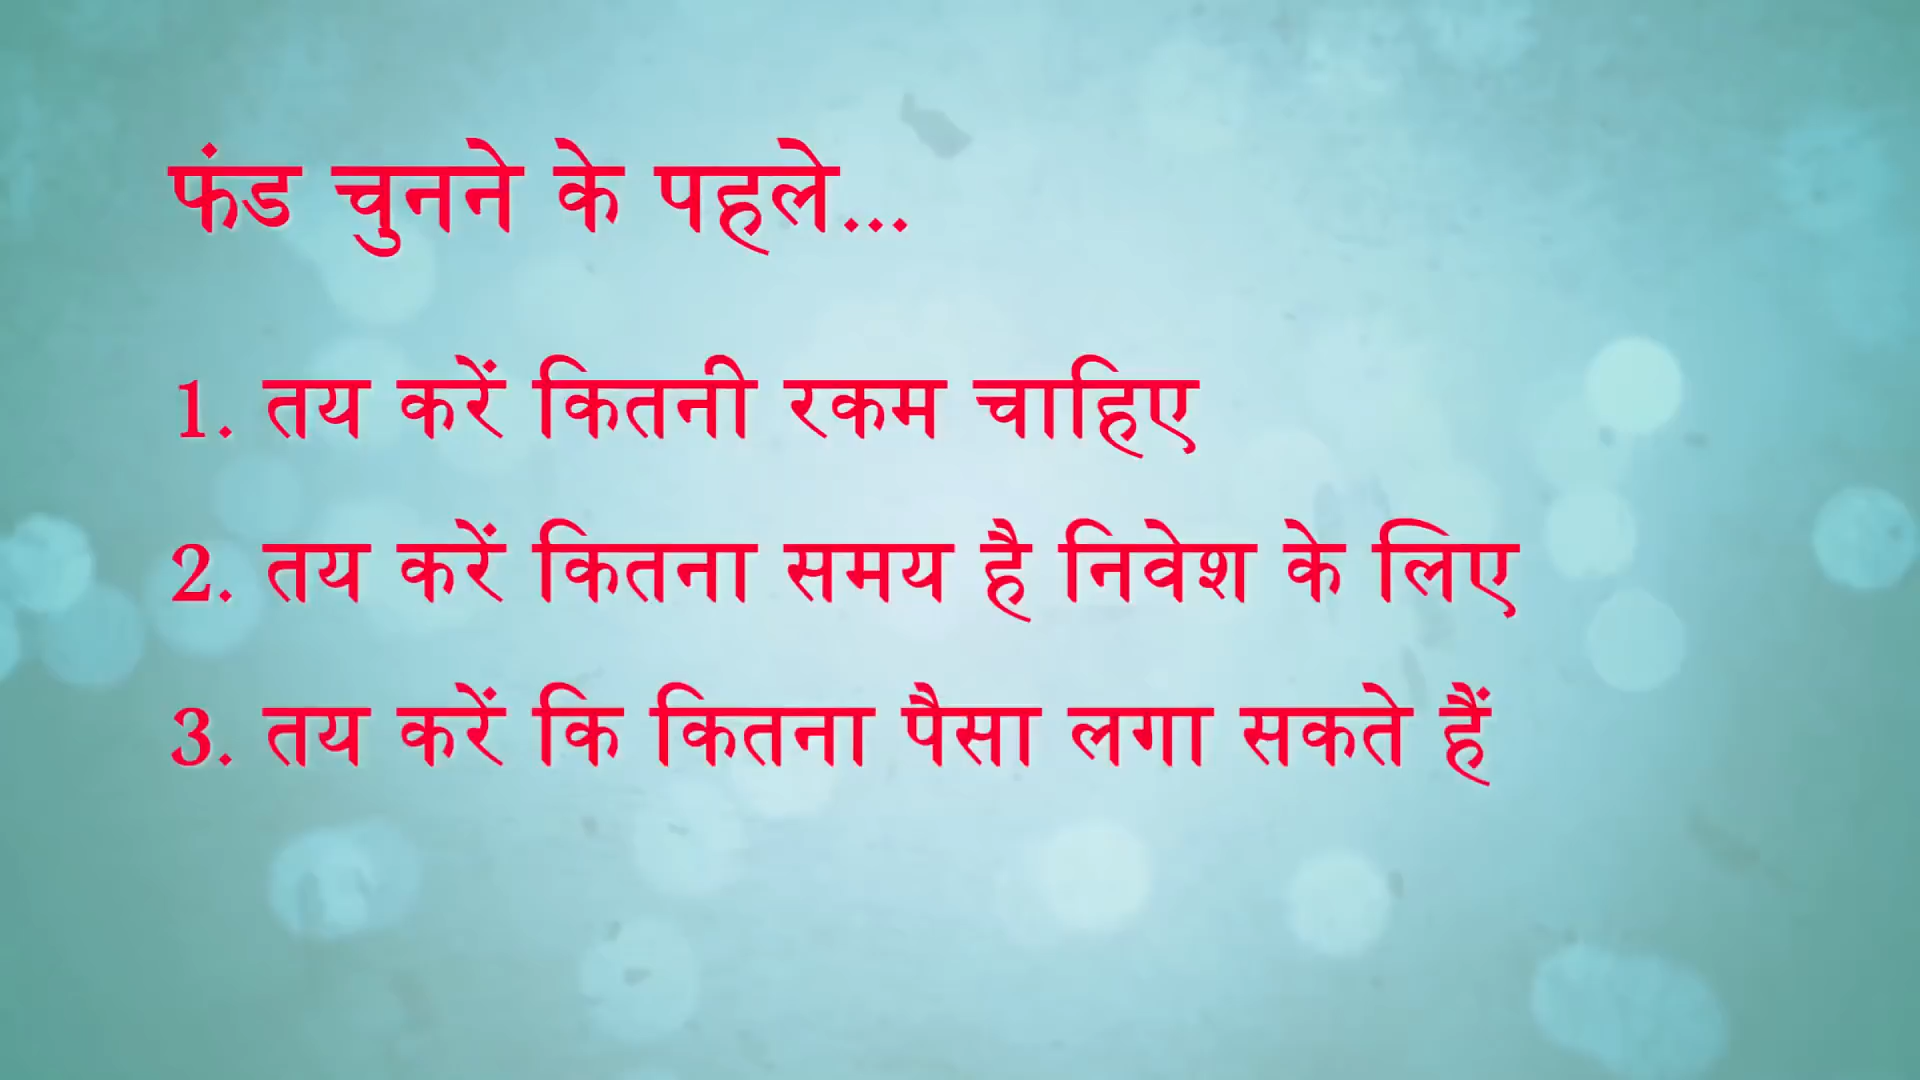 फंड चुनने के पहले...
1. तय करें कितनी रकम चाहिए
2. तय करें कितना समय है निवेश के लिए
3. तय करें कि कितना पैसा लगा सकते हैं